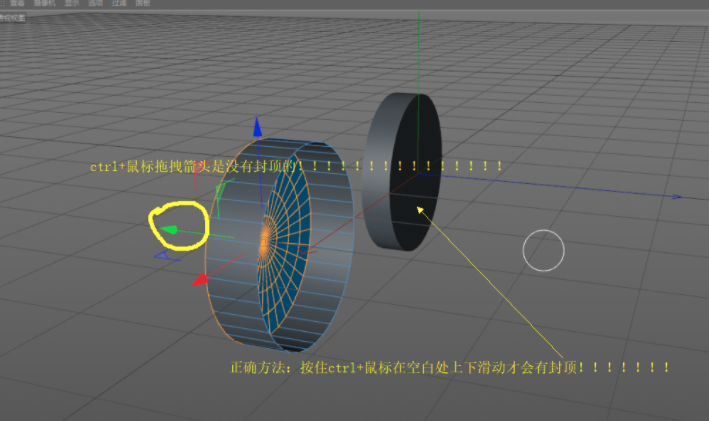 查看 摄像机 显示 选项 过滤 面板
透视视图
ctrl+鼠标拖拽箭头是没有封顶的！！！！！！！！！！！！！！！
正确方法：按住ctrl+鼠标在空白处上下滑动才会有封顶！！！！！！！